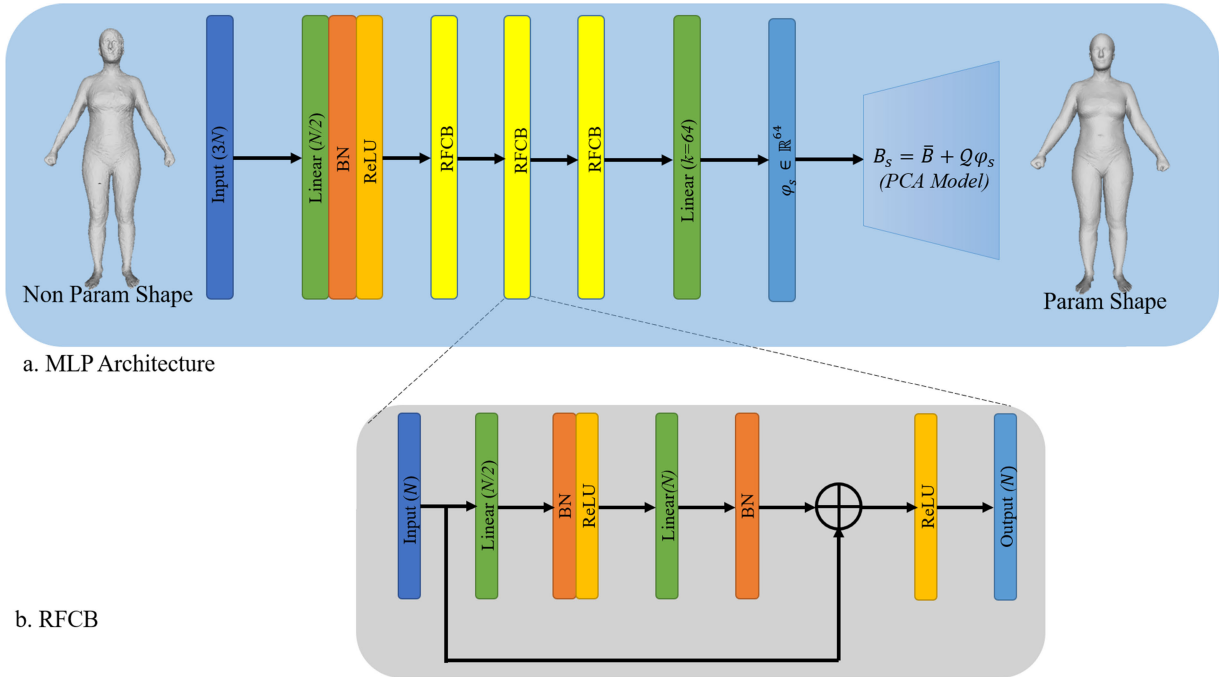 Non Param Shape
Input (3N)
Linear (N/2)
BN
ReLU
RFCB
RFCB
RFCB
Linear (k=64)
φₛ ∈ ℝ⁶⁴
Bₛ = B̄ + Qφₛ
(PCA Model)
Param Shape
a. MLP Architecture
Input (N)
Linear (N/2)
BN
ReLU
Linear(N)
BN
ReLU
Output (N)
b. RFCB